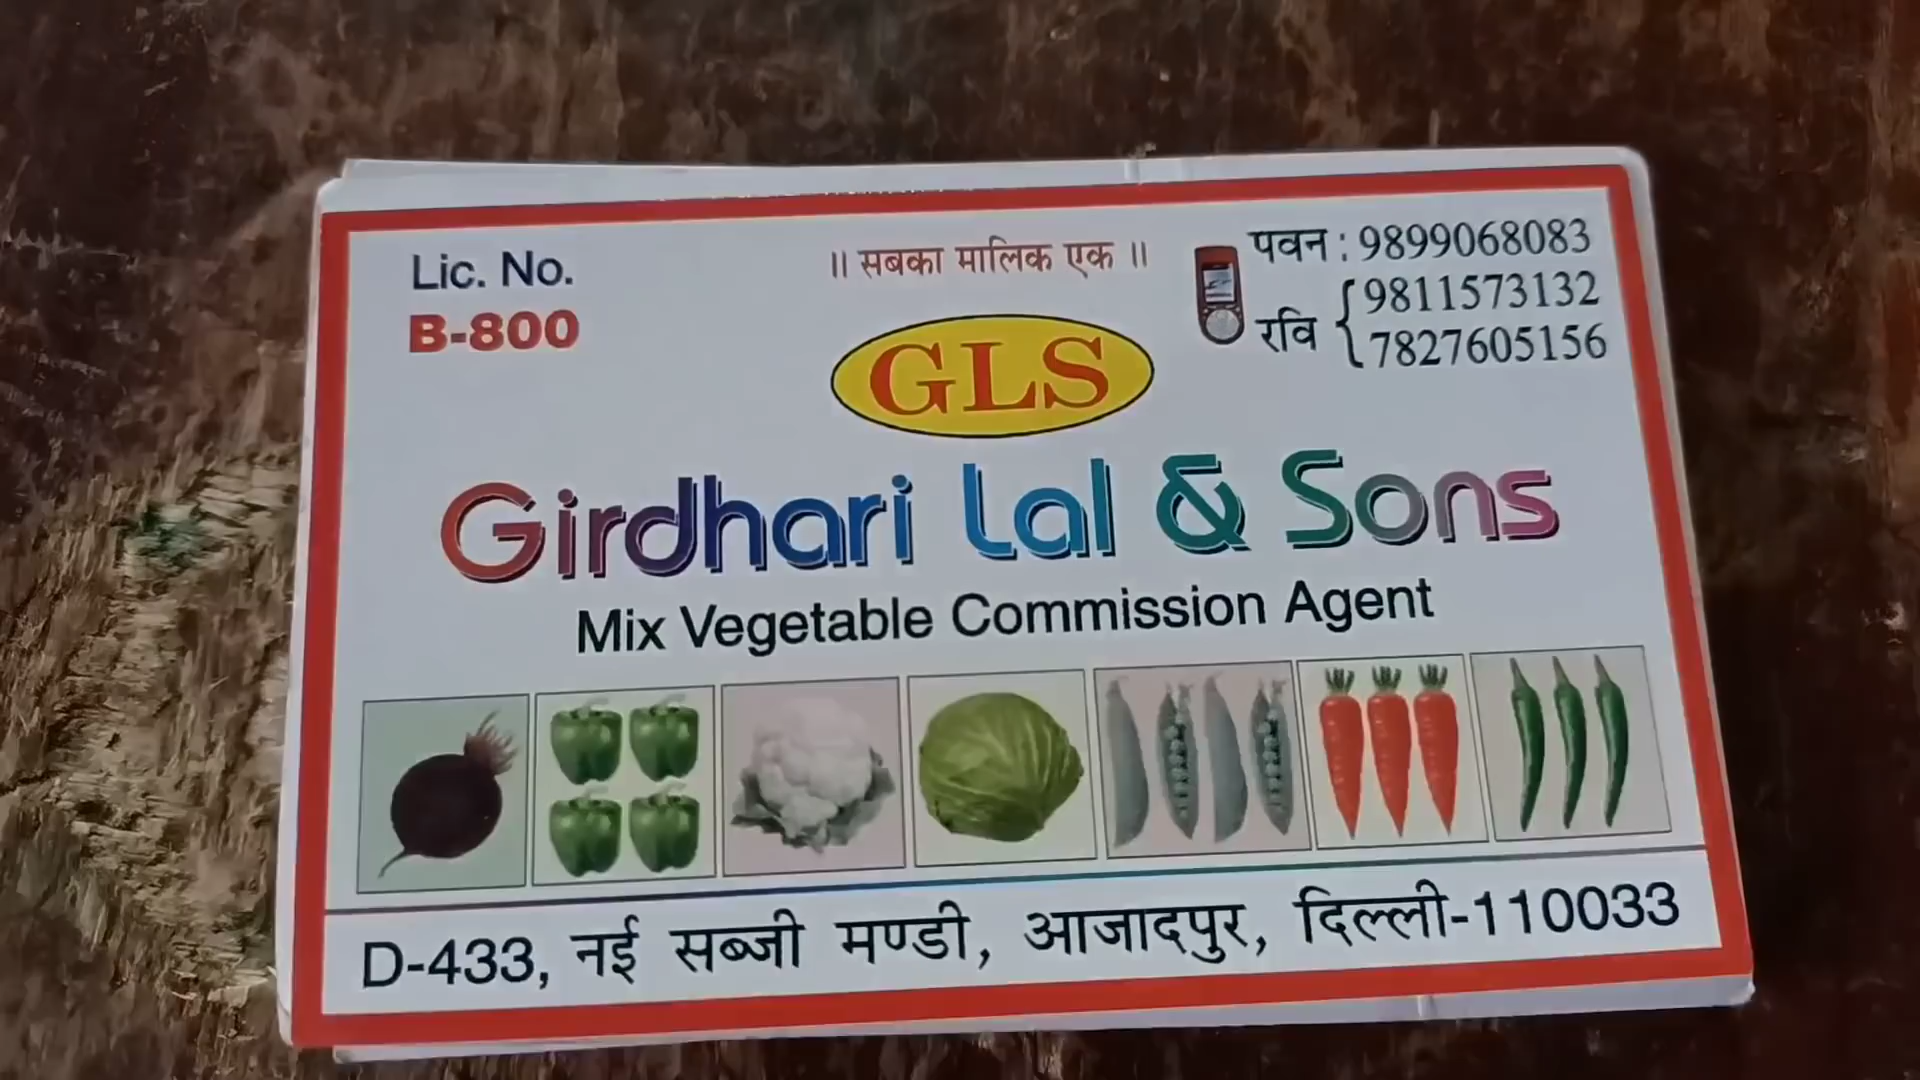 Lic. No.
B-800
॥ सबका मालिक एक ॥
पवन : 9899068083
रवि { 9811573132
7827605156
GLS
Girdhari Lal & Sons
Mix Vegetable Commission Agent
D-433, नई सब्जी मण्डी, आजादपुर, दिल्ली-110033